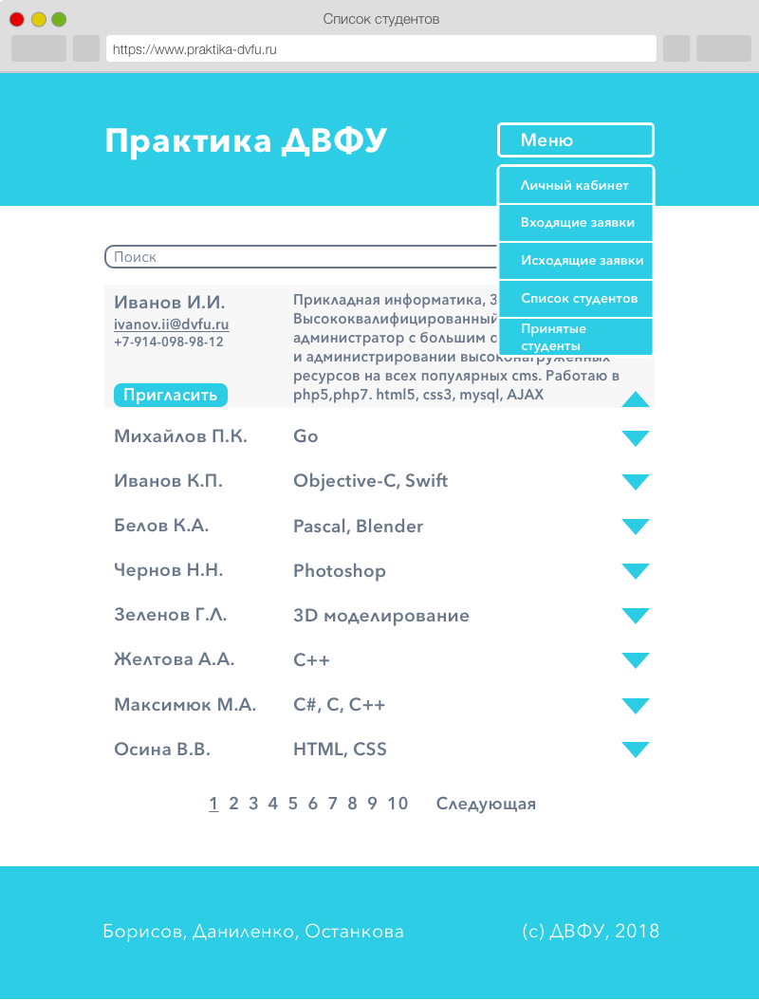 Список студентов
https://www.praktika-dvfu.ru
Практика ДВФУ
Меню
Личный кабинет
Входящие заявки
Исходящие заявки
Список студентов
Принятые
студенты
Поиск
Иванов И.И.
ivanov.ii@dvfu.ru
+7-914-098-98-12
Пригласить
Прикладная информатика, 3
Высококвалифицированный
администратор с большим
и администрировании высоконагруженных
ресурсов на всех популярных cms. Работаю в
php5,php7. html5, css3, mysql, AJAX
Михайлов П.К. Go
Иванов К.П. Objective-C, Swift
Белов К.А. Pascal, Blender
Чернов Н.Н. Photoshop
Зеленов Г.Л. 3D моделирование
Желтова А.А. C++
Максимюк М.А. C#, C, C++
Осина В.В. HTML, CSS
1 2 3 4 5 6 7 8 9 10 Следующая
Борисов, Даниленко, Останкова (c) ДВФУ, 2018